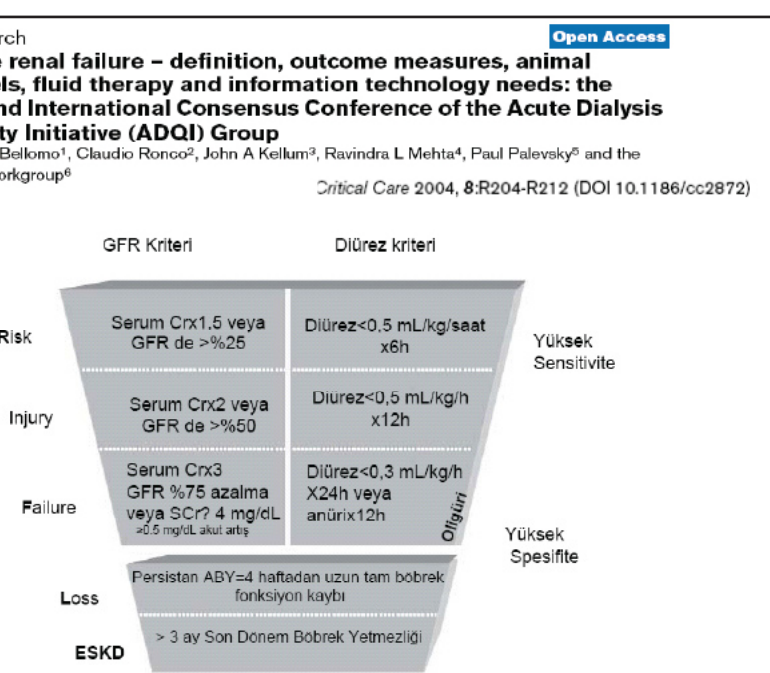 rch
Open Access
e renal failure – definition, outcome measures, animal
els, fluid therapy and information technology needs: the
nd International Consensus Conference of the Acute Dialysis
ty Initiative (ADQI) Group
Bellomo¹, Claudio Ronco², John A Kellum³, Ravindra L Mehta⁴, Paul Palevsky⁵ and the
orkgroup⁶
Critical Care 2004, 8:R204-R212 (DOI 10.1186/cc2872)
GFR Kriteri
Diürez kriteri
Risk
Serum Crx1.5 veya
GFR de >%25
Diürez<0,5 mL/kg/saat
x6h
Yüksek
Sensitivite
Injury
Serum Crx2 veya
GFR de >%50
Diürez<0,5 mL/kg/h
x12h
Failure
Serum Crx3
GFR %75 azalma
veya SCr? 4 mg/dL
≥0.5 mg/dL akut artış
Diürez<0,3 mL/kg/h
X24h veya
anürix12h
Oligüri
Yüksek
Spesifite
Loss
Persistan ABY=4 haftadan uzun tam böbrek
fonksiyon kaybı
ESKD
> 3 ay Son Dönem Böbrek Yetmezliği